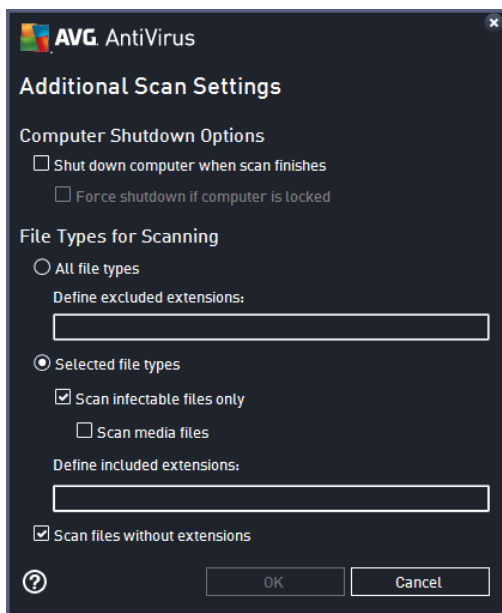 AVG. AntiVirus
Additional Scan Settings
Computer Shutdown Options
Shut down computer when scan finishes
Force shutdown if computer is locked
File Types for Scanning
All file types
Define excluded extensions:
Selected file types
Scan infectable files only
Scan media files
Define included extensions:
Scan files without extensions
?
OK
Cancel